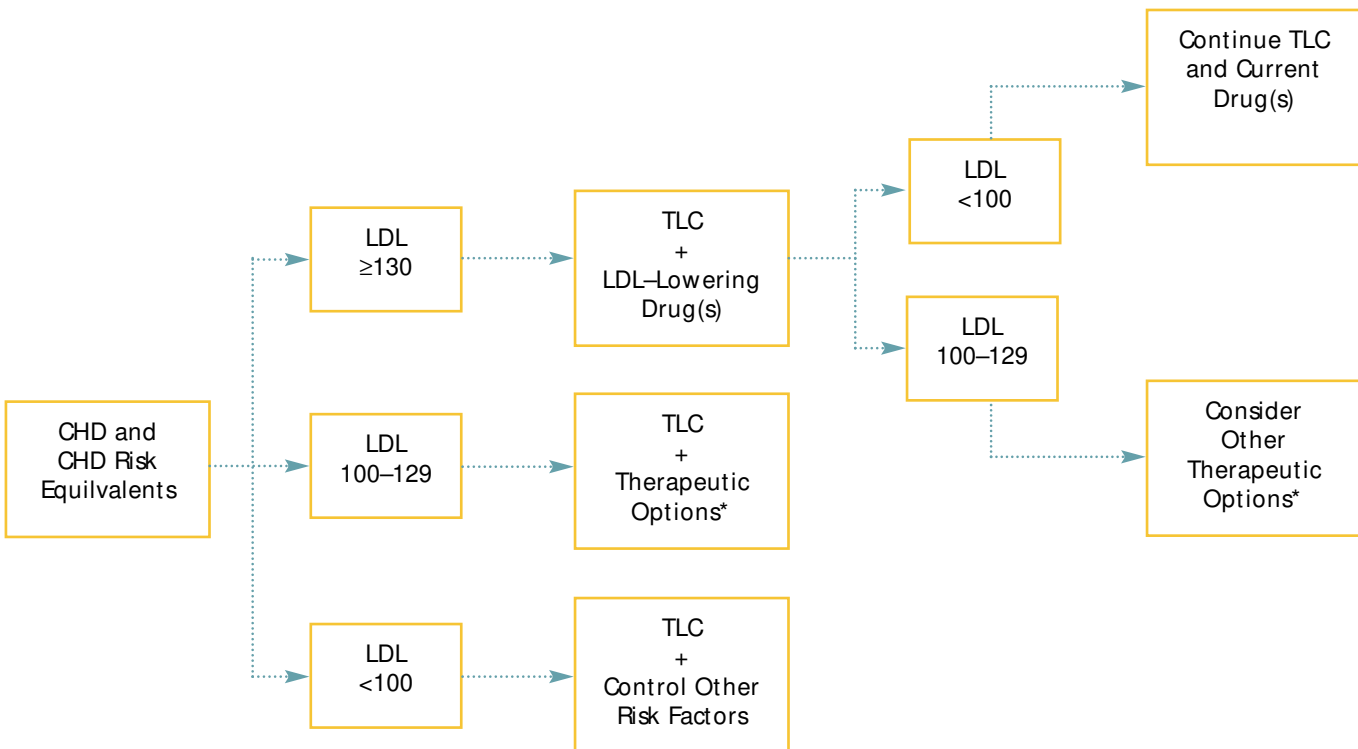 CHD and
CHD Risk
Equilvalents
LDL
≥130
LDL
100–129
LDL
<100
TLC
+
LDL–Lowering
Drug(s)
TLC
+
Therapeutic
Options*
TLC
+
Control Other
Risk Factors
LDL
<100
LDL
100–129
Continue TLC
and Current
Drug(s)
Consider
Other
Therapeutic
Options*